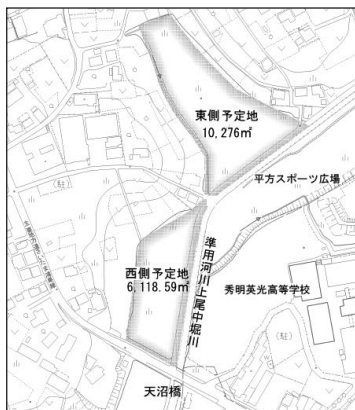 東側予定地
10,276㎡
平方スポーツ広場
(駐)
西側予定地
6,118.59㎡
準用河川上尾中堀川
秀明英光高等学校
(駐)
天沼橋